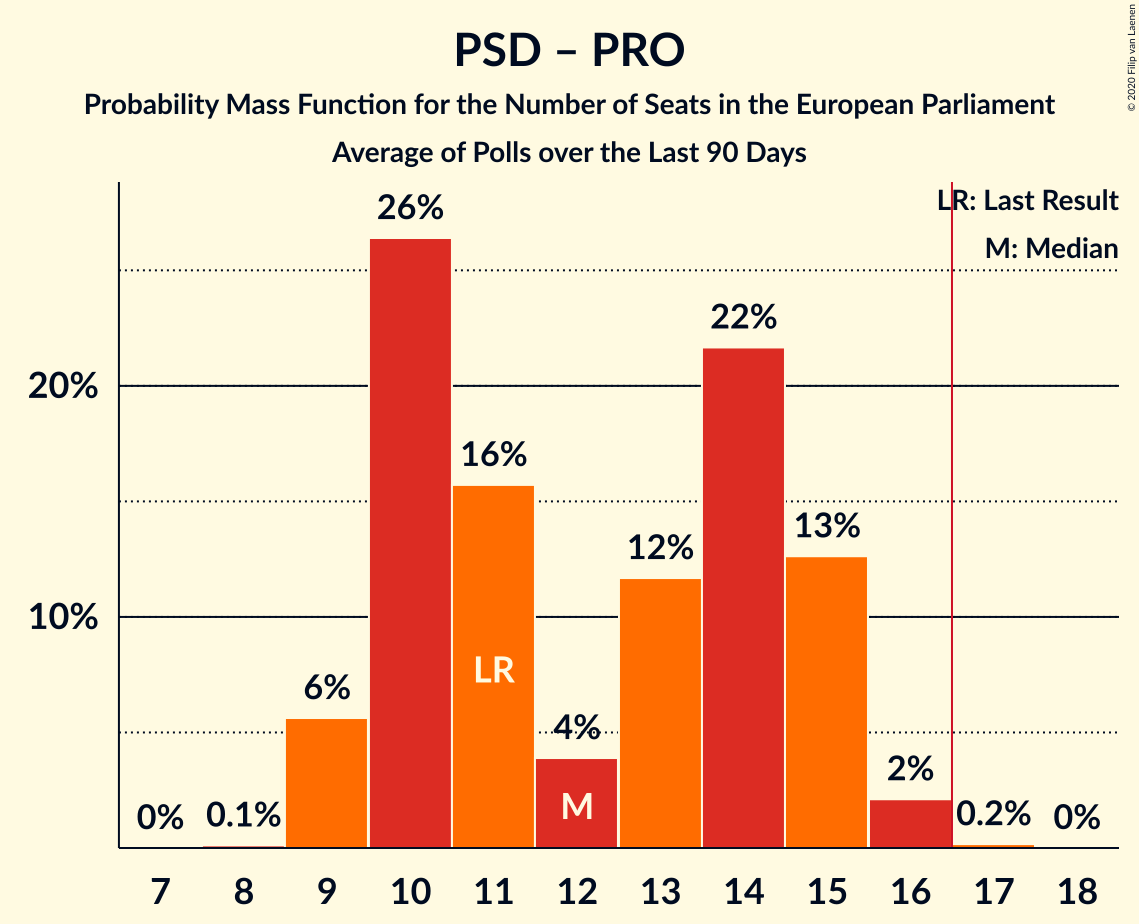 PSD – PRO
Probability Mass Function for the Number of Seats in the European Parliament
Average of Polls over the Last 90 Days
© 2020 Filip van Laenen
LR: Last Result
M: Median
20%
10%
0%
0.1%
6%
26%
16%
4%
12%
22%
13%
2%
0.2%
0%
LR
M
7 8 9 10 11 12 13 14 15 16 17 18